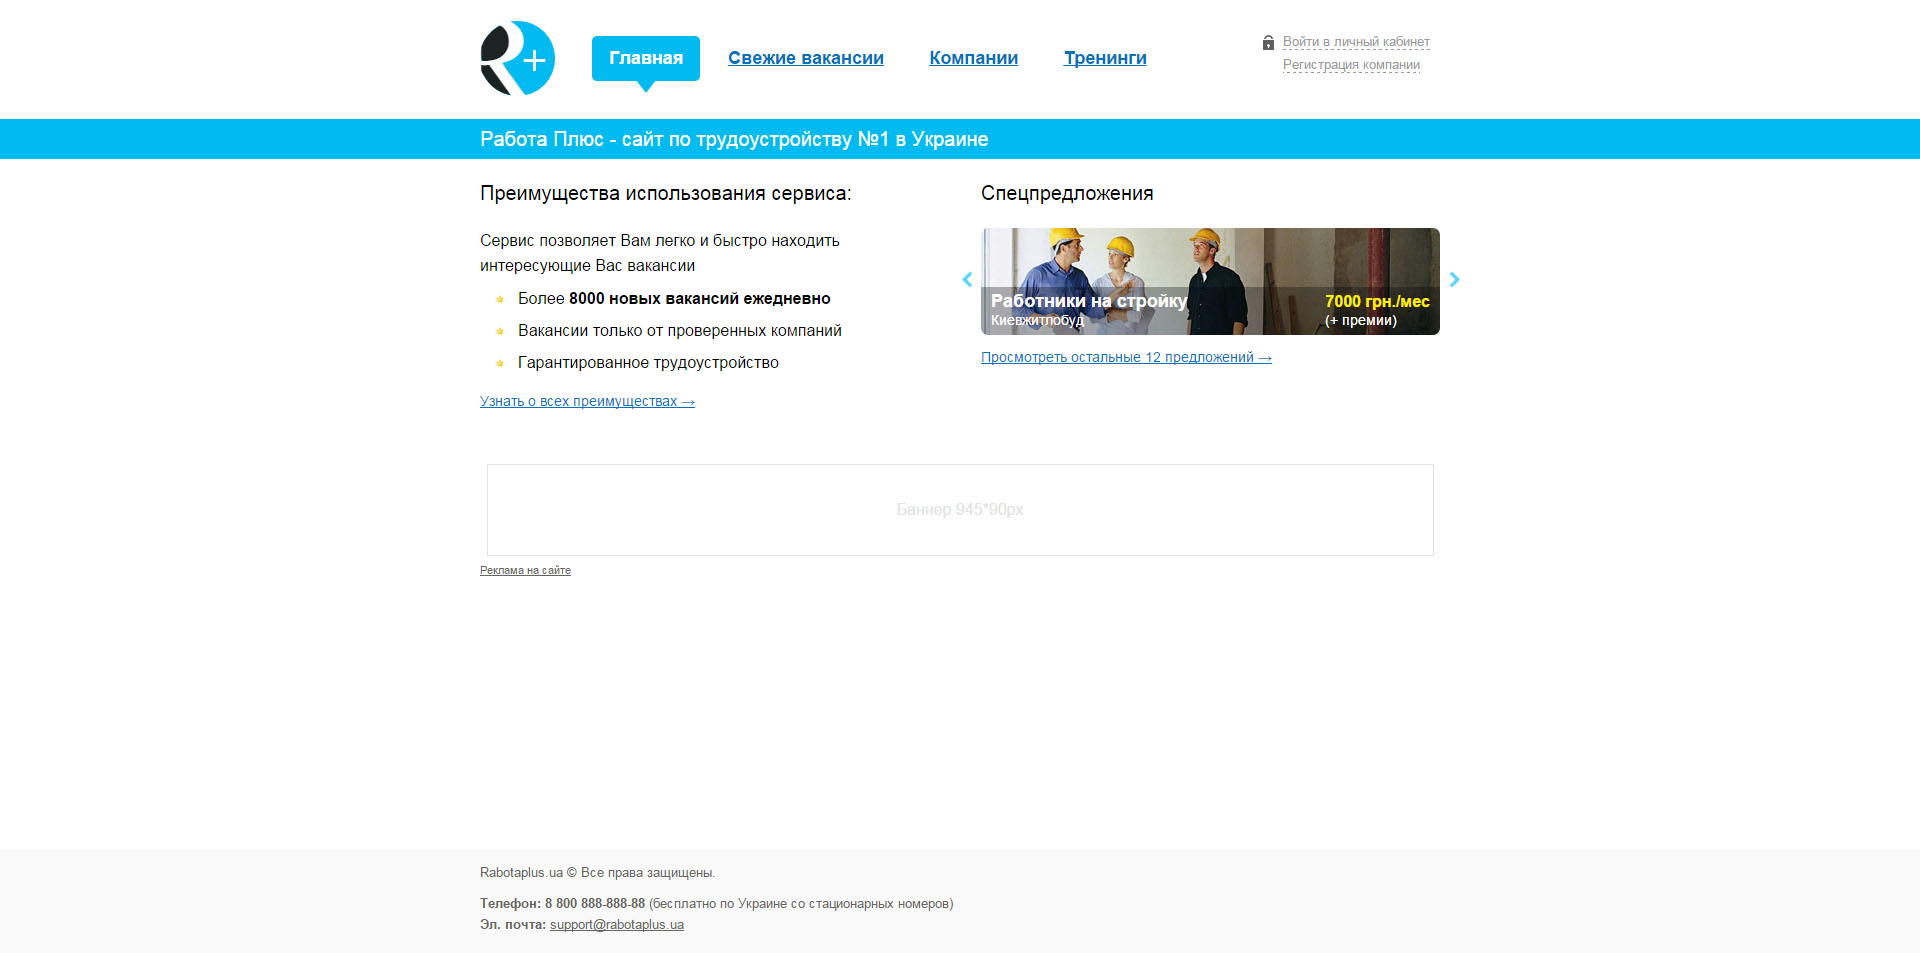 R+
Главная
Свежие вакансии
Компании
Тренинги
Войти в личный кабинет
Регистрация компании
Работа Плюс - сайт по трудоустройству №1 в Украине
Преимущества использования сервиса:
Сервис позволяет Вам легко и быстро находить
интересующие Вас вакансии
Более 8000 новых вакансий ежедневно
Вакансии только от проверенных компаний
Гарантированное трудоустройство
Узнать о всех преимуществах →
Спецпредложения
Работники на стройку
Киевжитлобуд
7000 грн./мес
(+ премии)
Просмотреть остальные 12 предложений →
Баннер 945*90px
Реклама на сайте
Rabotaplus.ua © Все права защищены.
Телефон: 8 800 888-888-88 (бесплатно по Украине со стационарных номеров)
Эл. почта: support@rabotaplus.ua